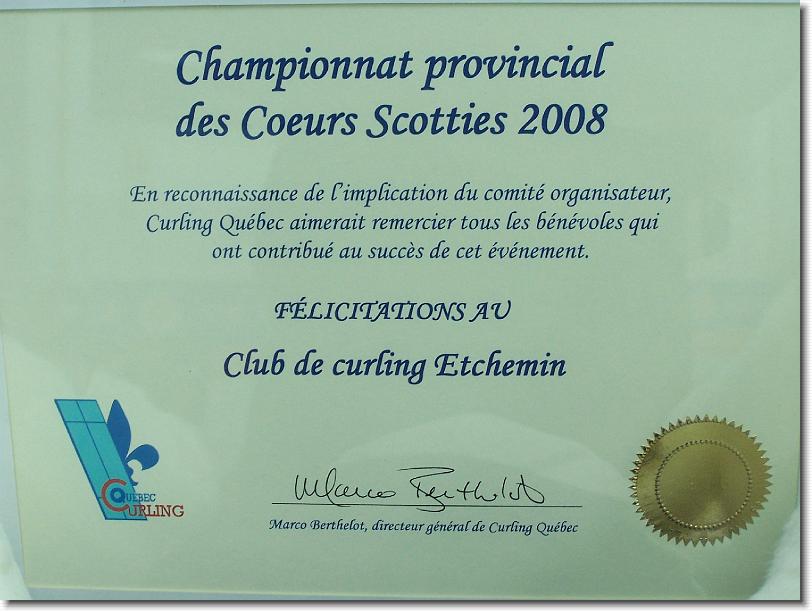 Championnat provincial
des Coeurs Scotties 2008
En reconnaissance de l'implication du comité organisateur,
Curling Québec aimerait remercier tous les bénévoles qui
ont contribué au succès de cet événement.
FÉLICITATIONS AU
Club de curling Etchemin
QUÉBEC
CURLING
Marco Berthelot
Marco Berthelot, directeur général de Curling Québec